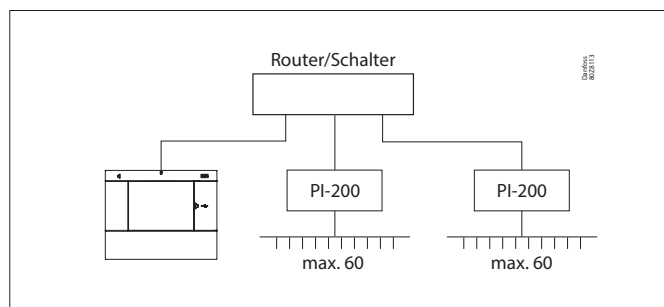 Router/Schalter
Danfoss
80Z8113
PI-200
PI-200
max. 60
max. 60